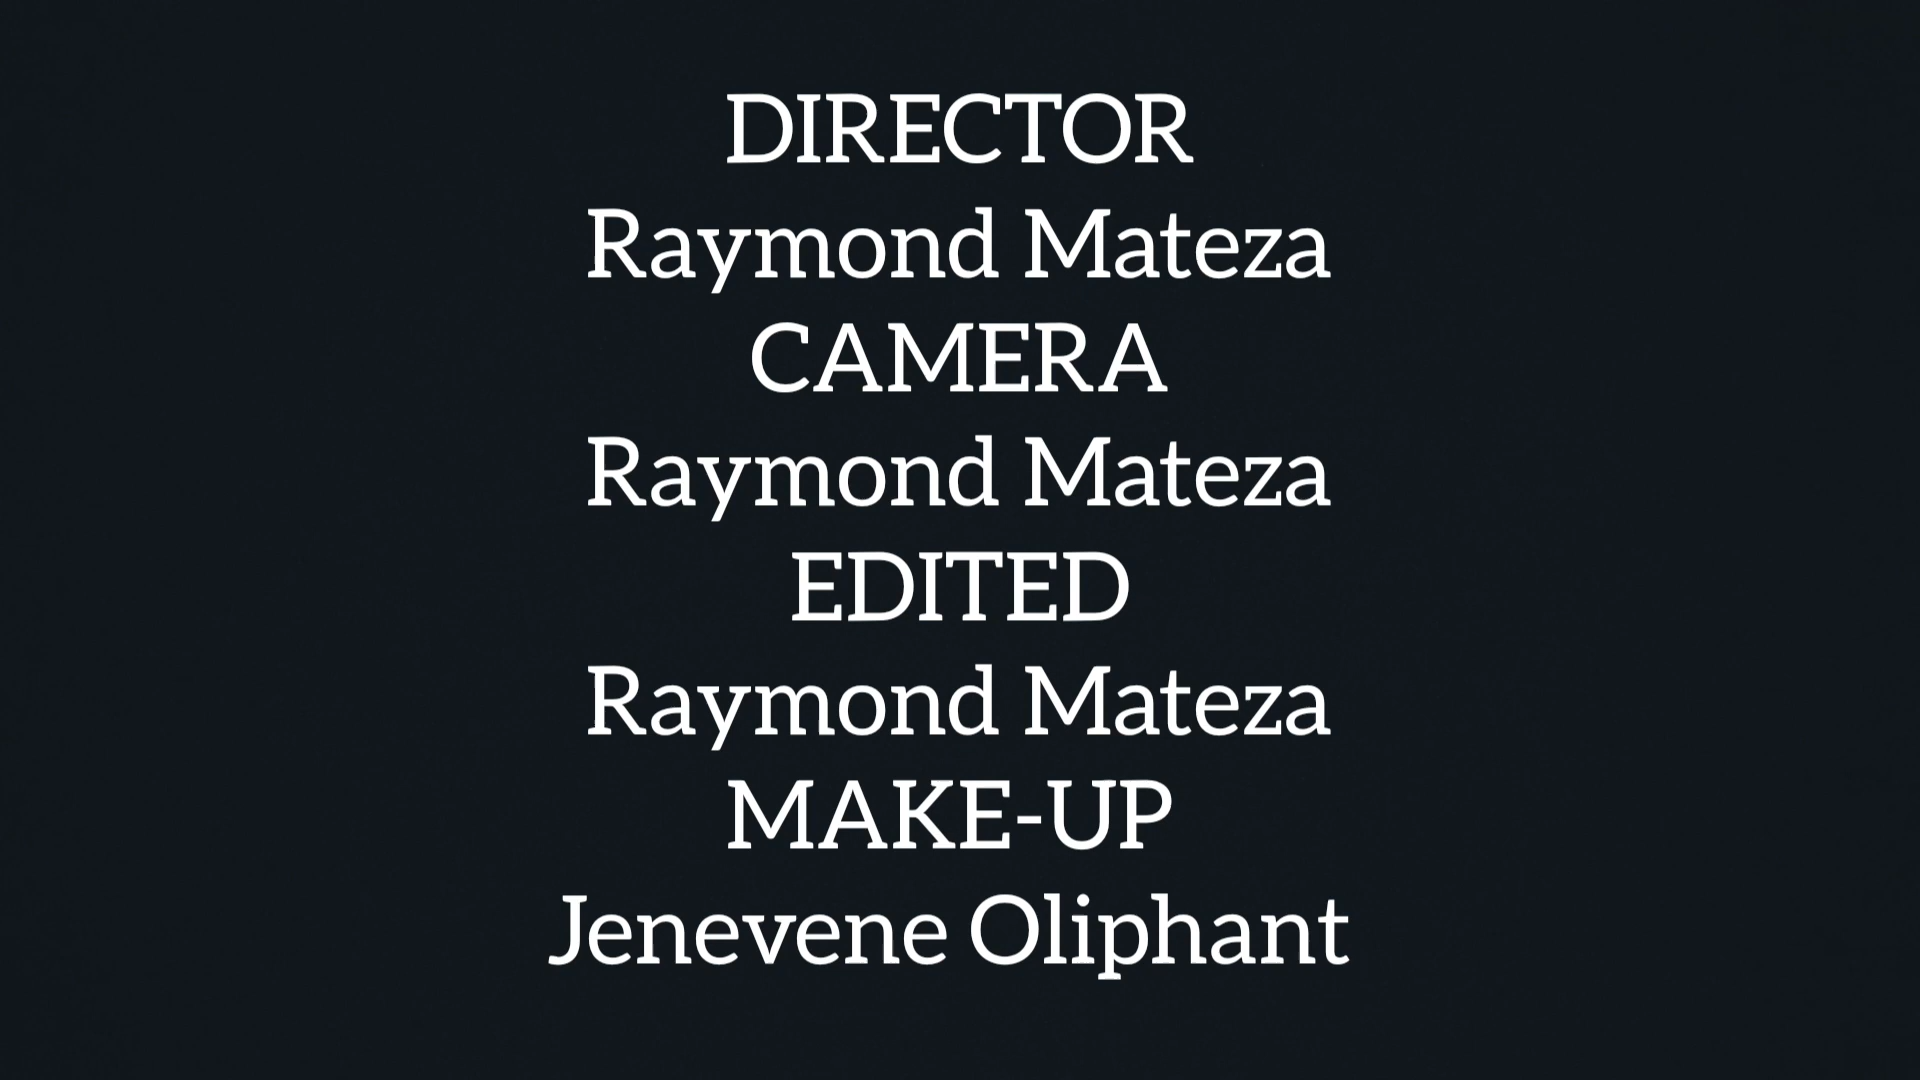 DIRECTOR
Raymond Mateza
CAMERA
Raymond Mateza
EDITED
Raymond Mateza
MAKE-UP
Jenevene Oliphant